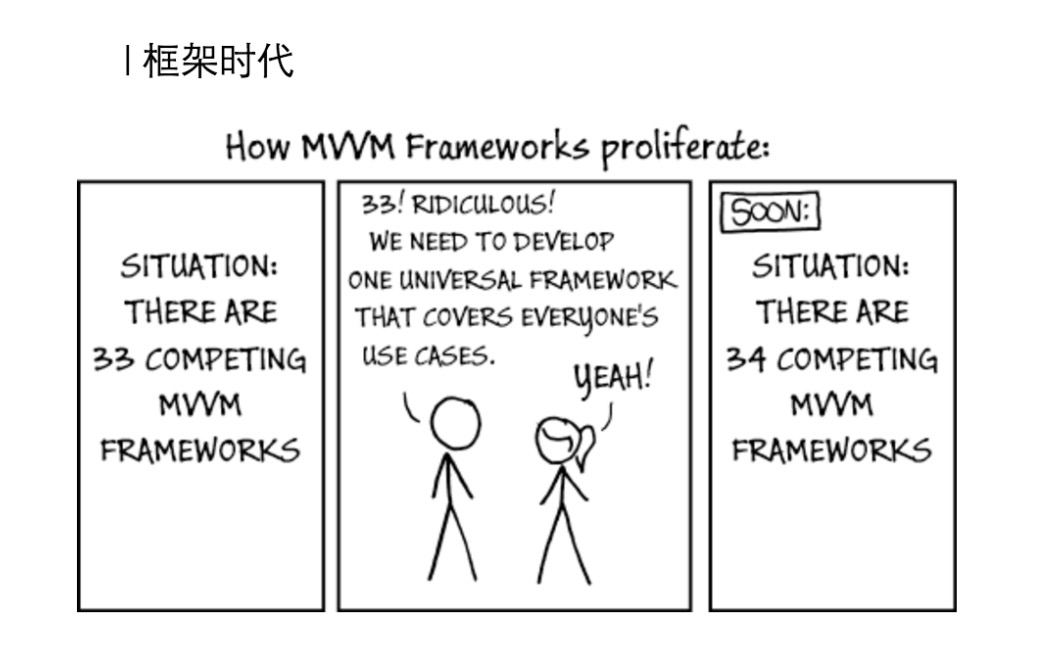 | 框架时代
How MVVM Frameworks proliferate:
SITUATION:
THERE ARE
33 COMPETING
MVVM
FRAMEWORKS
33! RIDICULOUS!
WE NEED TO DEVELOP
ONE UNIVERSAL FRAMEWORK
THAT COVERS EVERYONE'S
USE CASES.
YEAH!
SOON:
SITUATION:
THERE ARE
34 COMPETING
MVVM
FRAMEWORKS